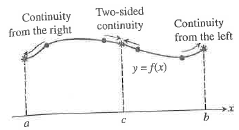 Continuity
from the right
Two-sided
continuity
Continuity
from the left
y = f(x)
x
a
c
b